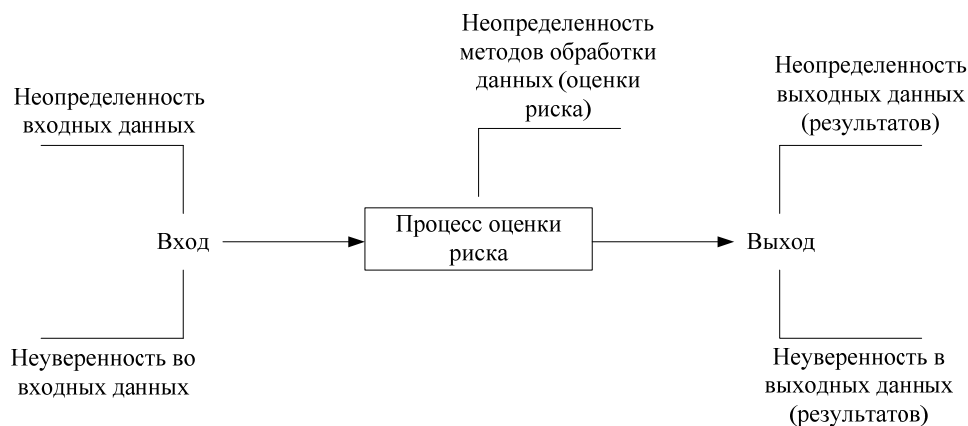 Неопределенность
методов обработки
данных (оценки
риска)
Неопределенность
входных данных
Неопределенность
выходных данных
(результатов)
Вход
Процесс оценки
риска
Выход
Неуверенность во
входных данных
Неуверенность в
выходных данных
(результатов)